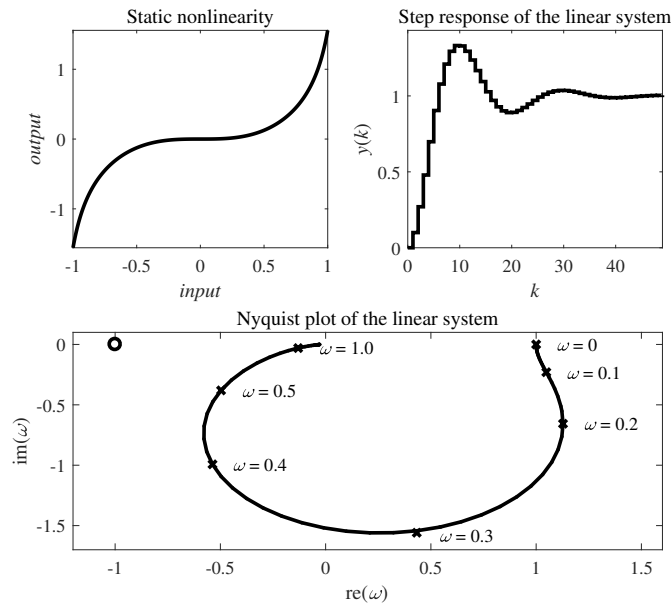 Static nonlinearity
1
0
-1
output
-1
-0.5
0
0.5
1
input
Step response of the linear system
1
0.5
0
y(k)
0
10
20
30
40
k
Nyquist plot of the linear system
0
-0.5
-1
-1.5
im(ω)
ω = 1.0
ω = 0
ω = 0.1
ω = 0.5
ω = 0.2
ω = 0.4
ω = 0.3
-1
-0.5
0
0.5
1
1.5
re(ω)